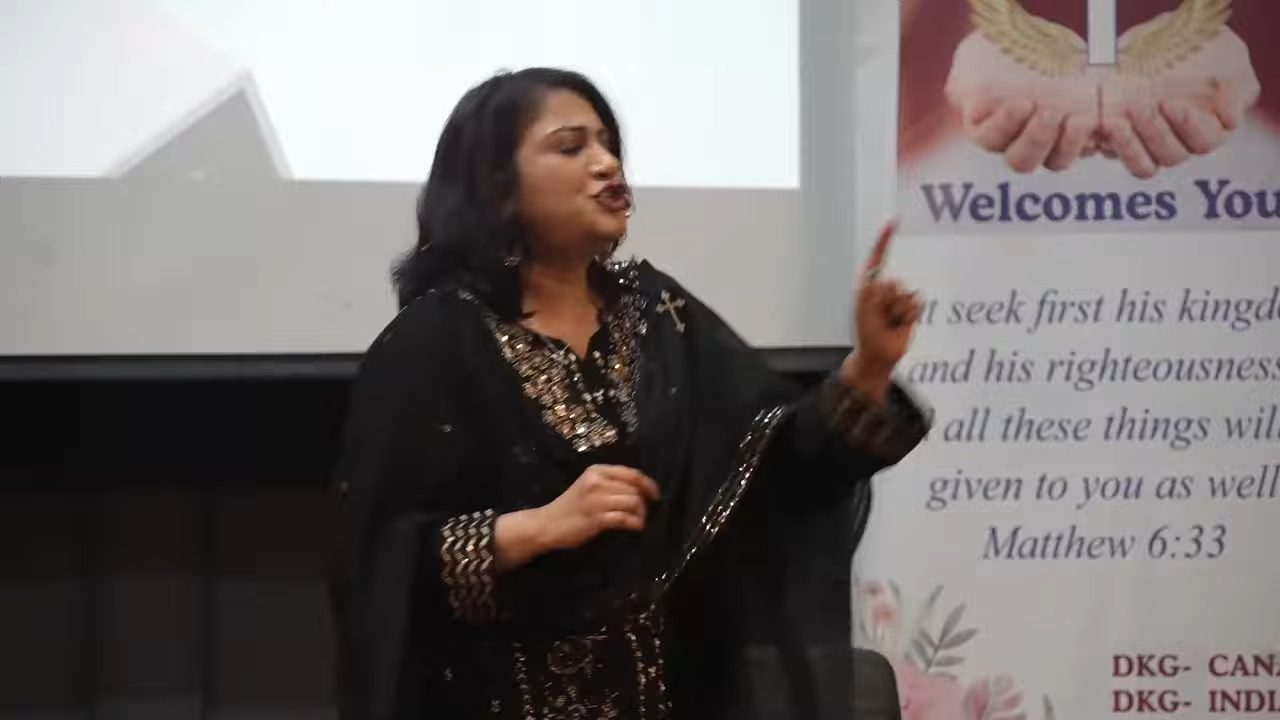 Welcomes You
seek first his kingd
and his righteousness
all these things will
given to you as well
Matthew 6:33
DKG- CAN
DKG- INDI